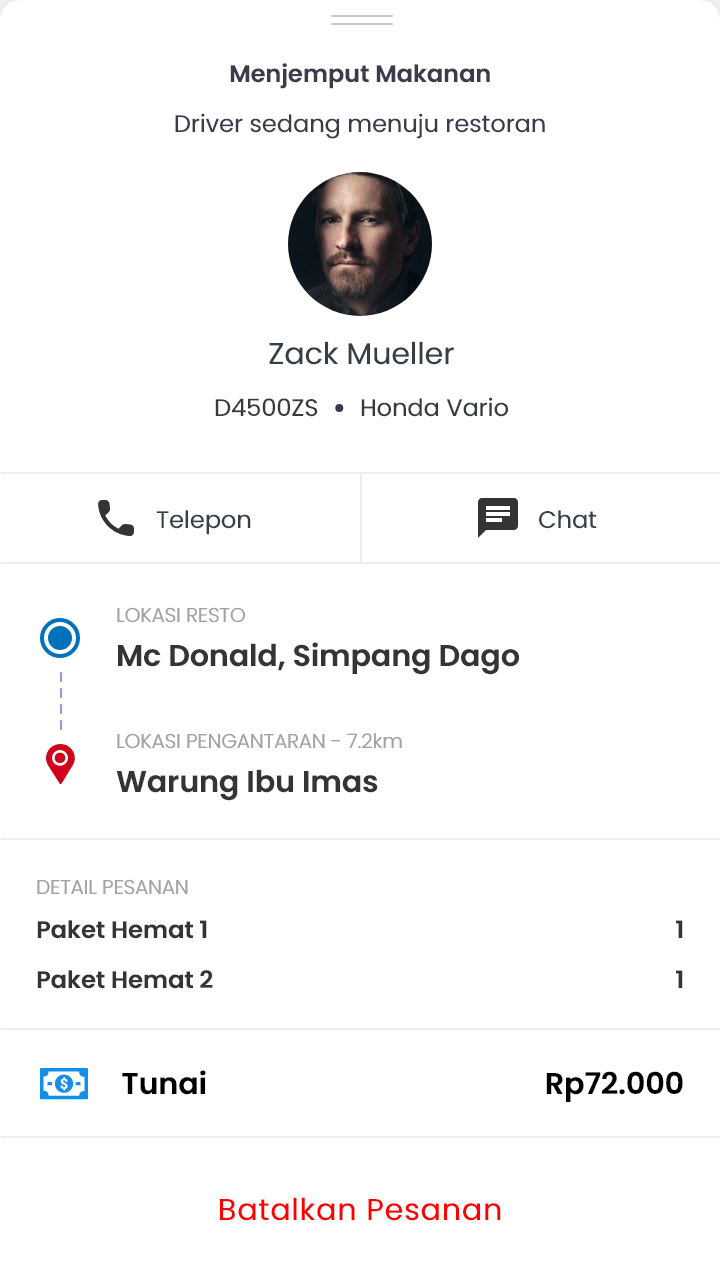 Menjemput Makanan
Driver sedang menuju restoran
Zack Mueller
D4500ZS • Honda Vario
Telepon Chat
LOKASI RESTO
Mc Donald, Simpang Dago
LOKASI PENGANTARAN - 7.2km
Warung Ibu Imas
DETAIL PESANAN
Paket Hemat 1 1
Paket Hemat 2 1
$ Tunai Rp72.000
Batalkan Pesanan